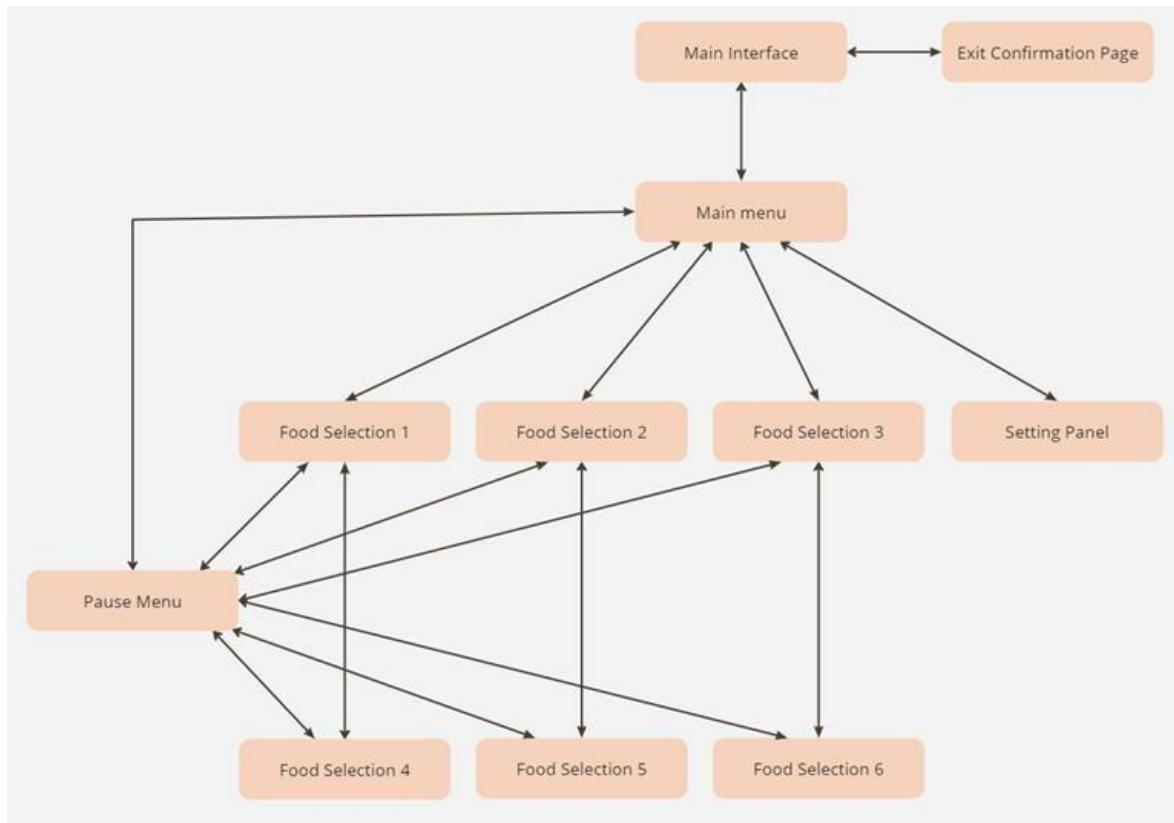 Main Interface
Exit Confirmation Page
Main menu
Food Selection 1
Food Selection 2
Food Selection 3
Setting Panel
Pause Menu
Food Selection 4
Food Selection 5
Food Selection 6